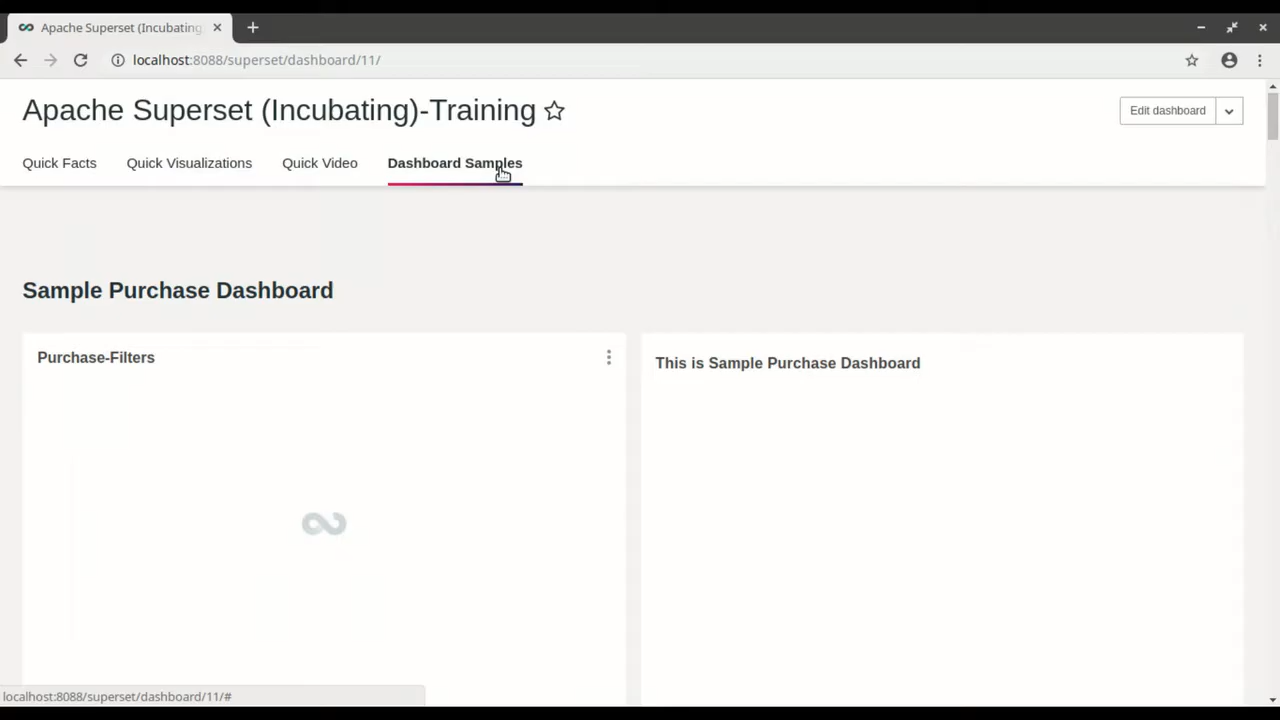 Apache Superset (Incubating)
localhost:8088/superset/dashboard/11/
Apache Superset (Incubating)-Training
Edit dashboard
Quick Facts Quick Visualizations Quick Video Dashboard Samples
Sample Purchase Dashboard
Purchase-Filters
This is Sample Purchase Dashboard
localhost:8088/superset/dashboard/11/#